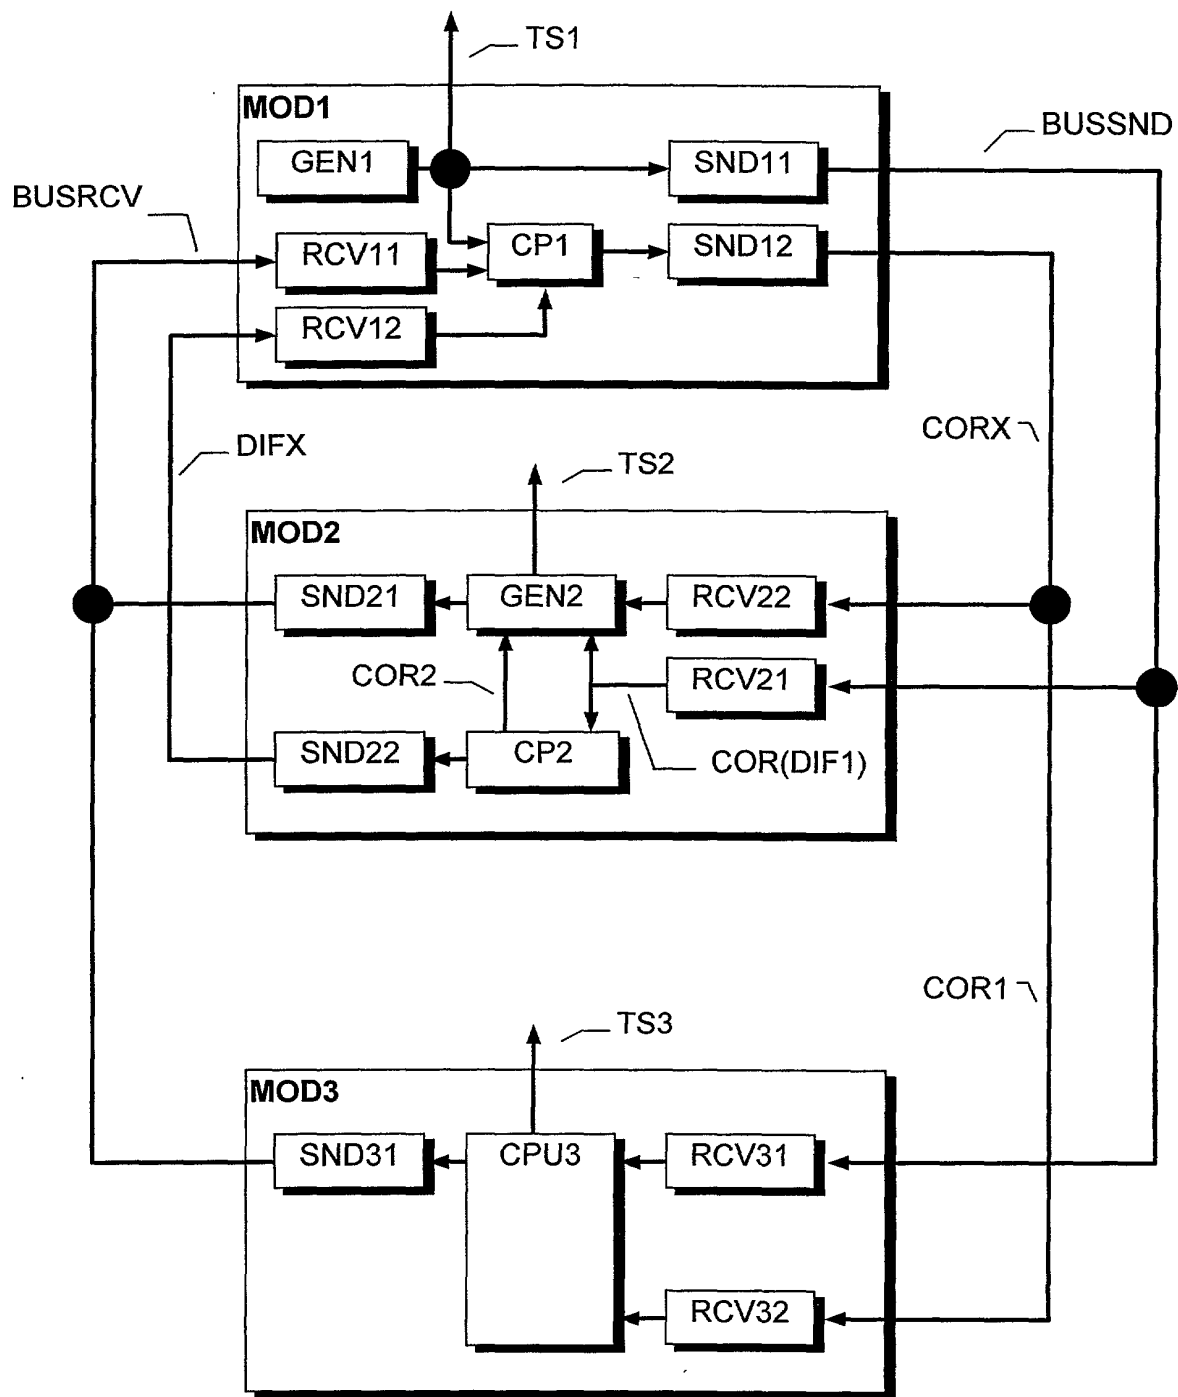 TS1
MOD1
BUSSND
GEN1
SND11
BUSRCV
RCV11
CP1
SND12
RCV12
DIFX
CORX
TS2
MOD2
SND21
GEN2
RCV22
COR2
RCV21
SND22
CP2
COR(DIF1)
COR1
TS3
MOD3
SND31
CPU3
RCV31
RCV32